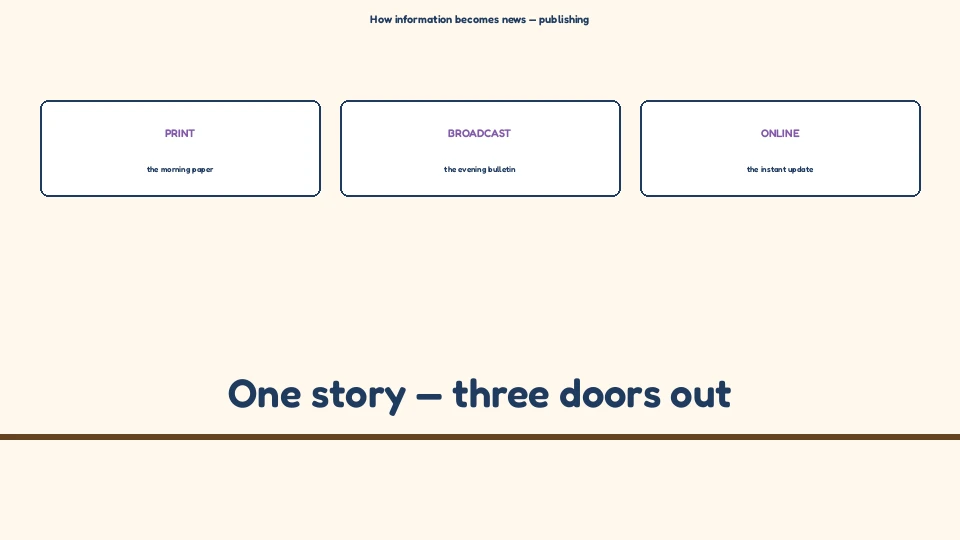 How information becomes news — publishing
PRINT
the morning paper
BROADCAST
the evening bulletin
ONLINE
the instant update
One story — three doors out